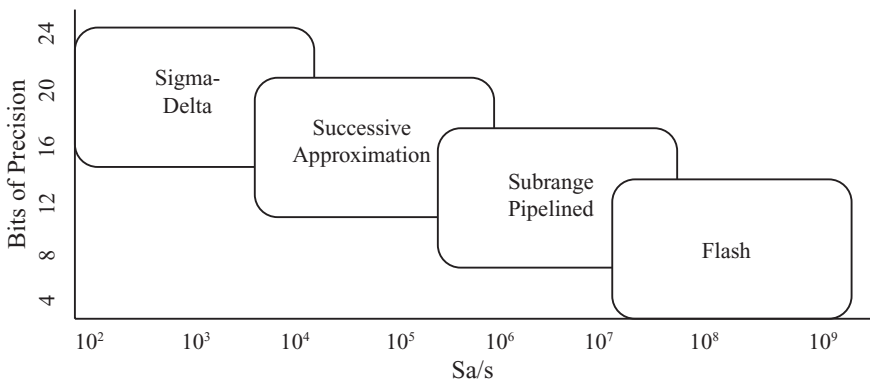 Bits of Precision
24
20
16
12
8
4
Sigma-
Delta
Successive
Approximation
Subrange
Pipelined
Flash
10² 10³ 10⁴ 10⁵ 10⁶ 10⁷ 10⁸ 10⁹
Sa/s